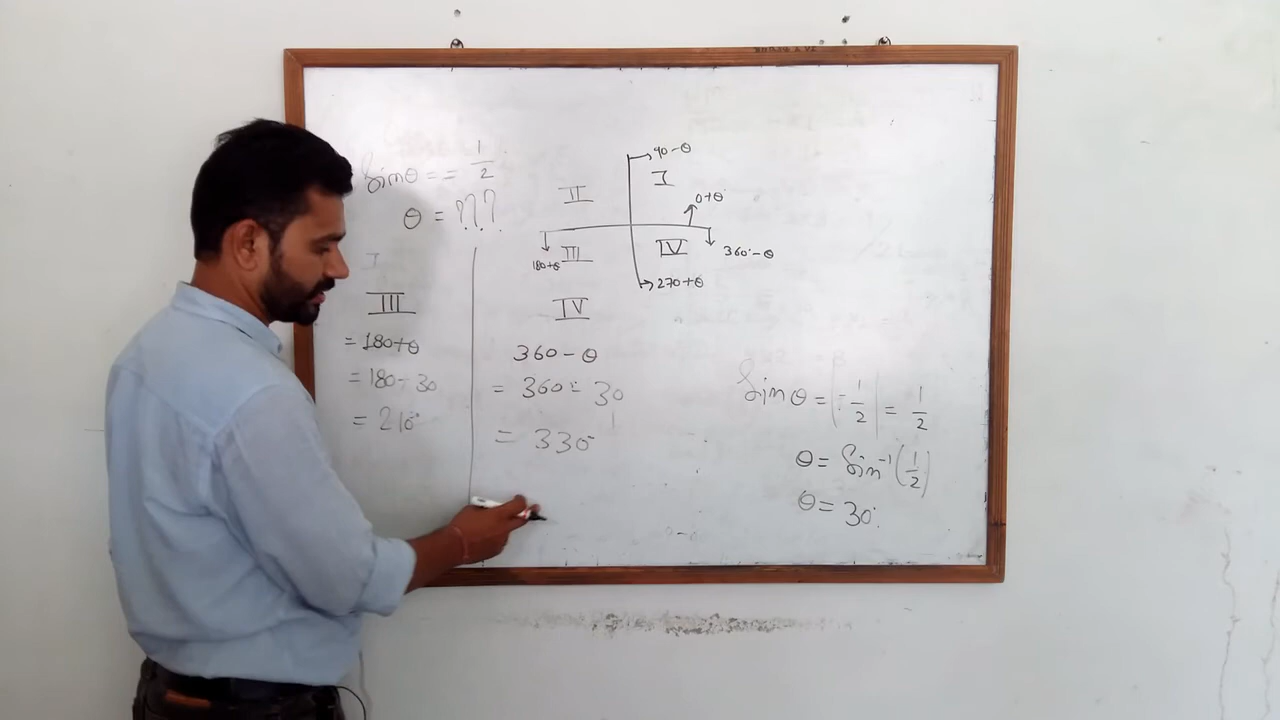 Sinθ = - 1/2
θ = ???
III
= 180+θ
= 180+30
= 210°
IV
360-θ
= 360°-30
= 330°
90-θ
I
II
0+θ
III
180+θ
IV
360°-θ
270+θ
Sinθ = |-1/2| = 1/2
θ = Sin⁻¹(1/2)
θ = 30°